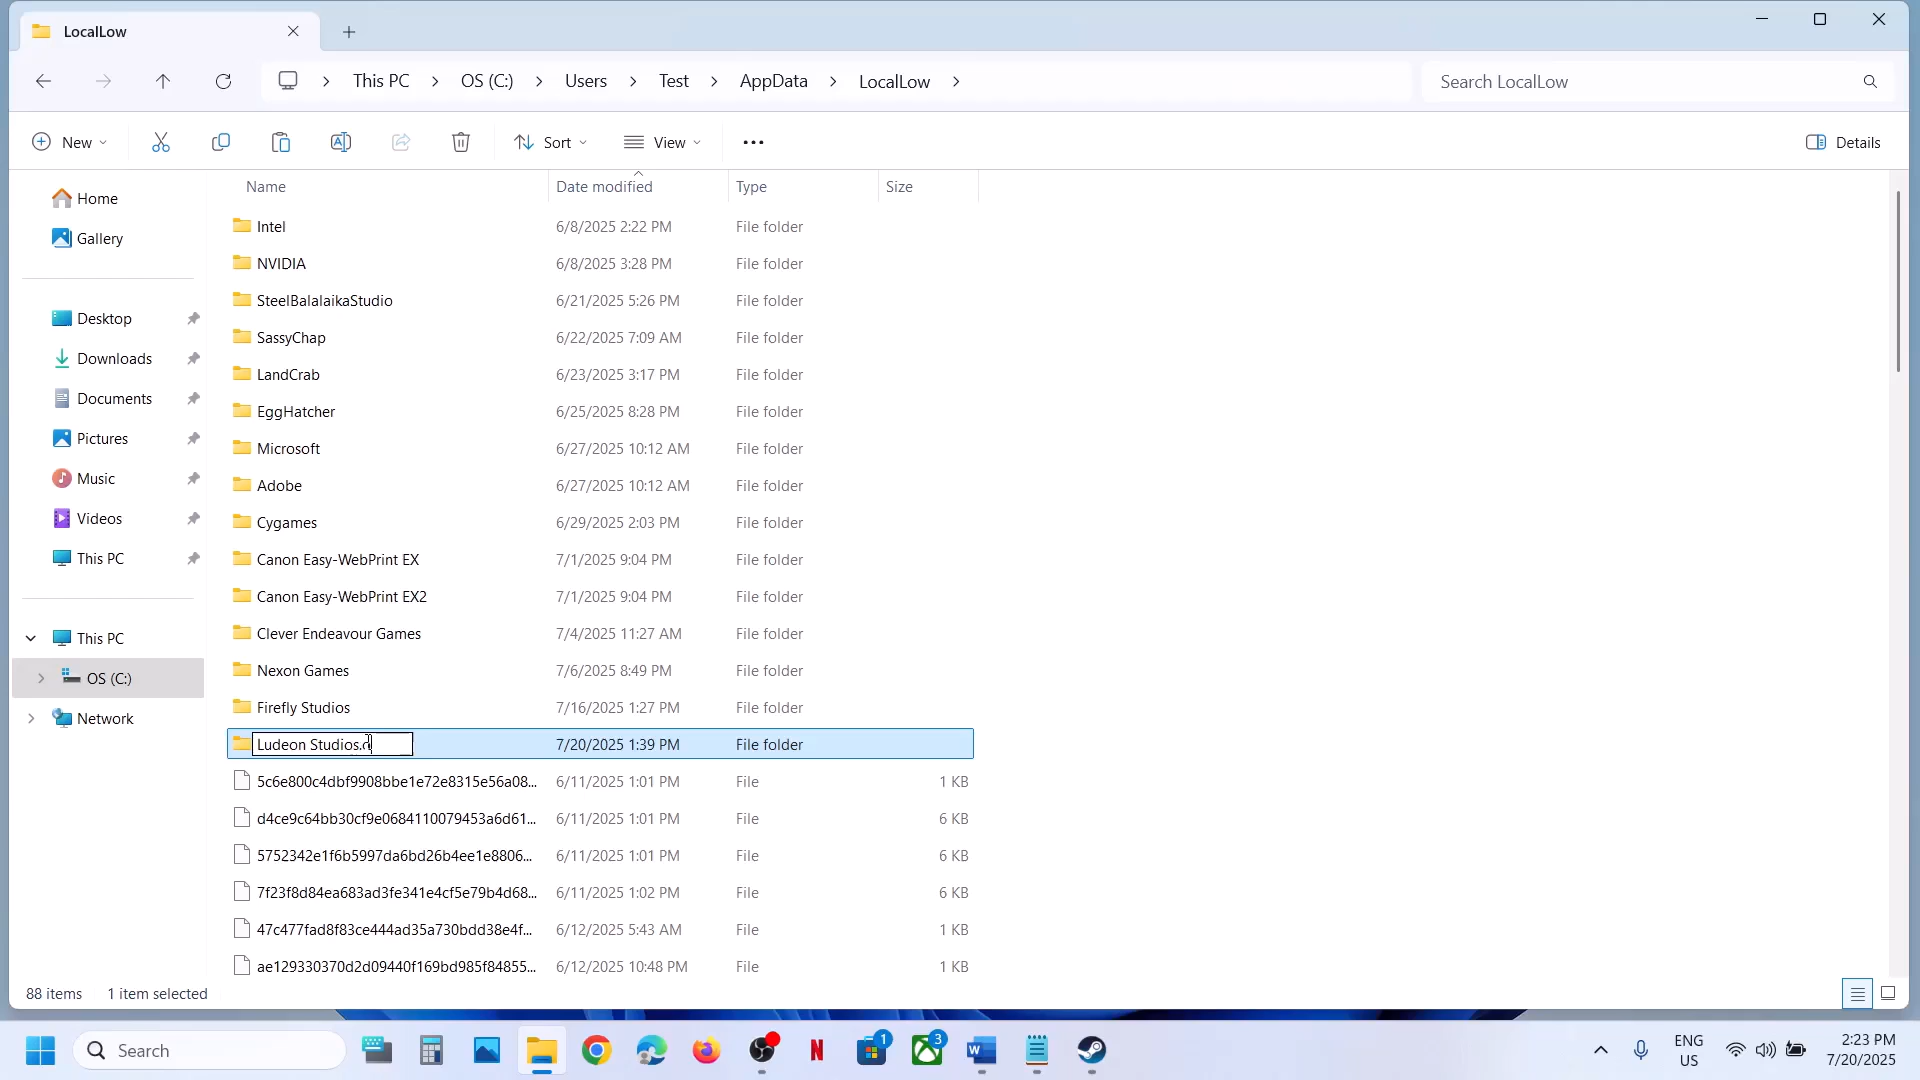 LocalLow
This PC > OS (C:) > Users > Test > AppData > LocalLow >
Search LocalLow
New
Sort
View
Details
Name
Date modified
Type
Size
Home
Gallery
Desktop
Downloads
Documents
Pictures
Music
Videos
This PC
This PC
OS (C:)
Network
Intel 6/8/2025 2:22 PM File folder
NVIDIA 6/8/2025 3:28 PM File folder
SteelBalalaikaStudio 6/21/2025 5:26 PM File folder
SassyChap 6/22/2025 7:09 AM File folder
LandCrab 6/23/2025 3:17 PM File folder
EggHatcher 6/25/2025 8:28 PM File folder
Microsoft 6/27/2025 10:12 AM File folder
Adobe 6/27/2025 10:12 AM File folder
Cygames 6/29/2025 2:03 PM File folder
Canon Easy-WebPrint EX 7/1/2025 9:04 PM File folder
Canon Easy-WebPrint EX2 7/1/2025 9:04 PM File folder
Clever Endeavour Games 7/4/2025 11:27 AM File folder
Nexon Games 7/6/2025 8:49 PM File folder
Firefly Studios 7/16/2025 1:27 PM File folder
Ludeon Studios. 7/20/2025 1:39 PM File folder
5c6e800c4dbf9908bbe1e72e8315e56a08... 6/11/2025 1:01 PM File 1 KB
d4ce9c64bb30cf9e0684110079453a6d61... 6/11/2025 1:01 PM File 6 KB
5752342e1f6b5997da6bd26b4ee1e8806... 6/11/2025 1:01 PM File 6 KB
7f23f8d84ea683ad3fe341e4cf5e79b4d68... 6/11/2025 1:02 PM File 6 KB
47c477fad8f83ce444ad35a730bdd38e4f... 6/12/2025 5:43 AM File 1 KB
ae129330370d2d09440f169bd985f84855... 6/12/2025 10:48 PM File 1 KB
88 items 1 item selected
Search
1
3
ENG
US
2:23 PM
7/20/2025